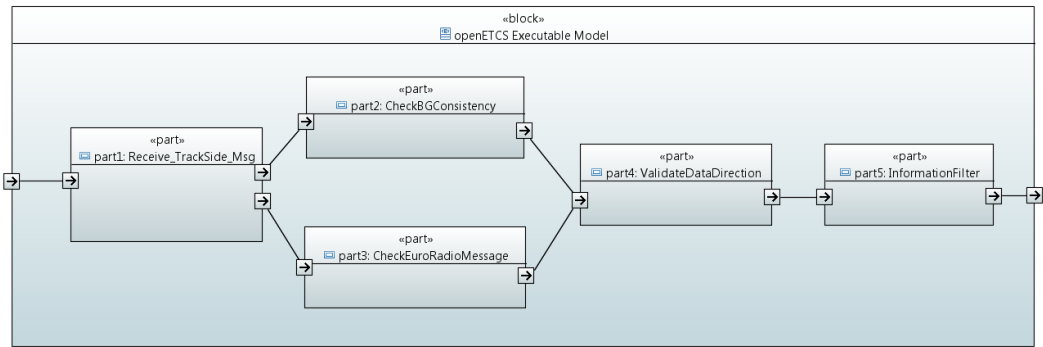 «block»
openETCS Executable Model
«part»
part1: Receive_TrackSide_Msg
«part»
part2: CheckBGConsistency
«part»
part3: CheckEuroRadioMessage
«part»
part4: ValidateDataDirection
«part»
part5: InformationFilter